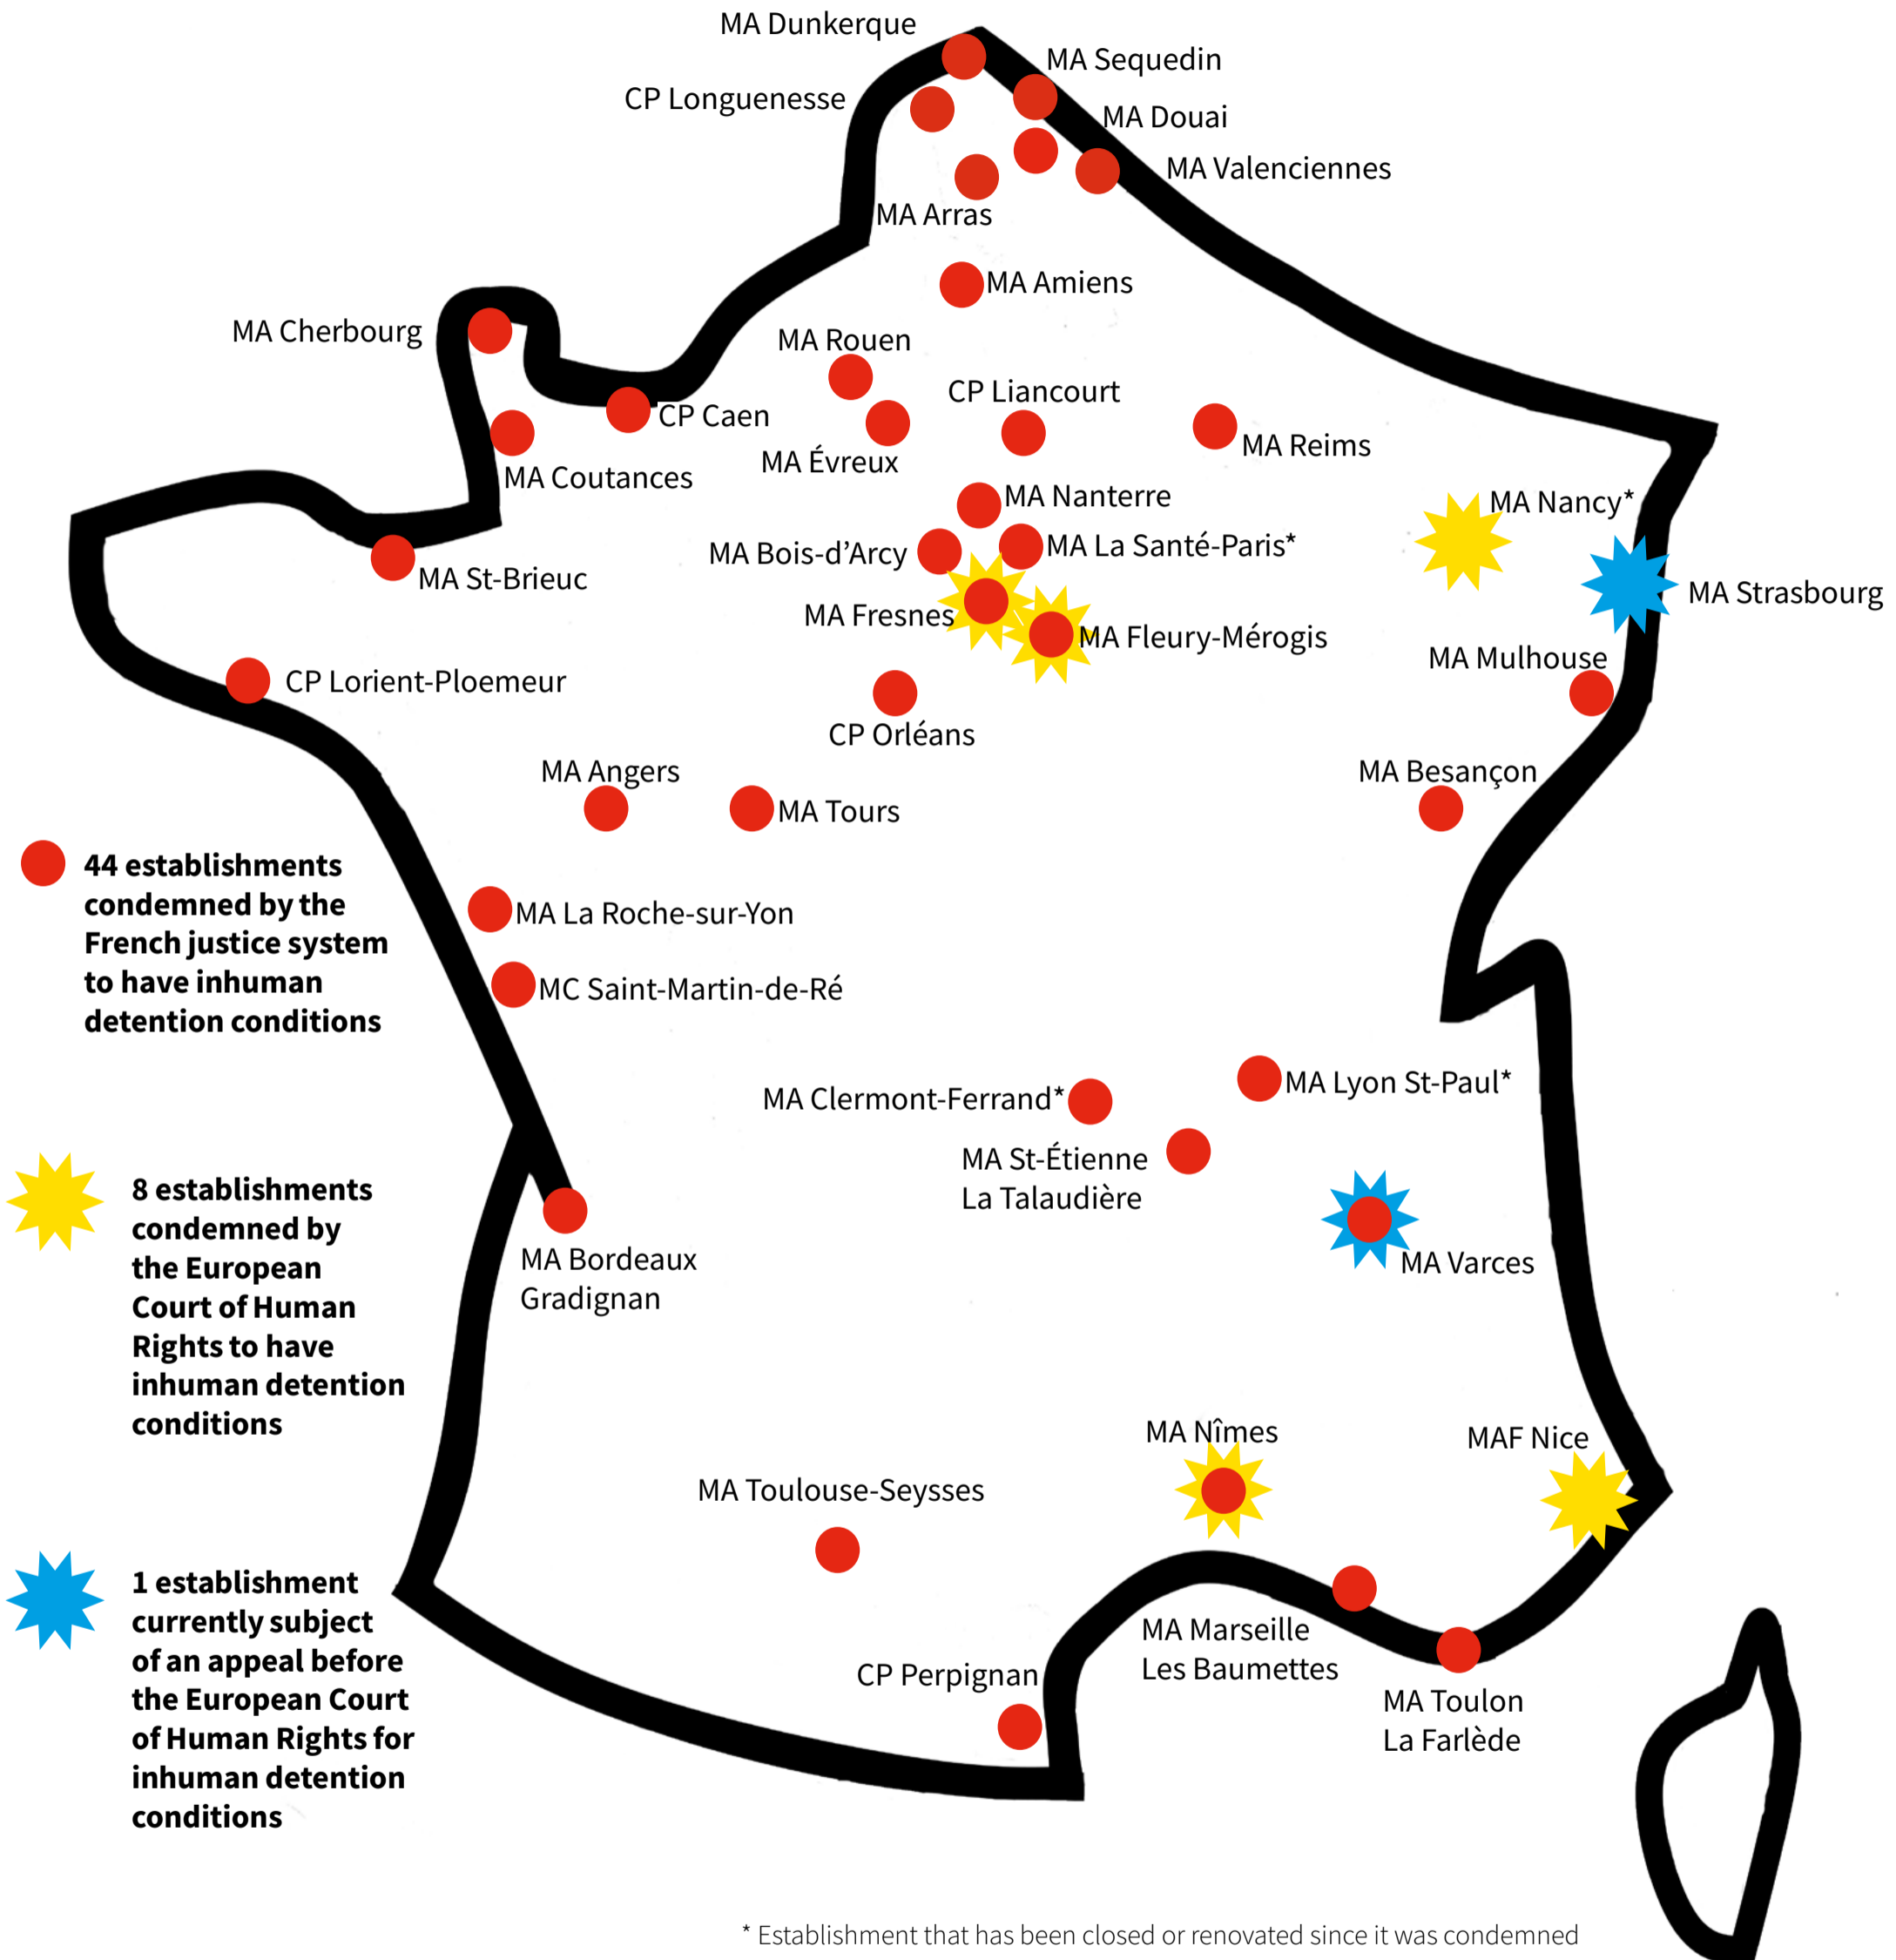 MA Dunkerque
MA Sequedin
CP Longuenesse
MA Douai
MA Valenciennes
MA Arras
MA Amiens
MA Cherbourg
MA Rouen
CP Liancourt
CP Caen
MA Reims
MA Évreux
MA Coutances
MA Nanterre
MA Nancy*
MA La Santé-Paris*
MA Bois-d’Arcy
MA St-Brieuc
MA Strasbourg
MA Fresnes
MA Fleury-Mérogis
MA Mulhouse
CP Lorient-Ploemeur
CP Orléans
MA Angers
MA Besançon
MA Tours
44 establishments
condemned by the
French justice system
to have inhuman
detention conditions
MA La Roche-sur-Yon
MC Saint-Martin-de-Ré
MA Lyon St-Paul*
MA Clermont-Ferrand*
MA St-Étienne
La Talaudière
8 establishments
condemned by
the European
Court of Human
Rights to have
inhuman detention
conditions
MA Bordeaux
Gradignan
MA Varces
MA Nîmes
MAF Nice
MA Toulouse-Seysses
1 establishment
currently subject
of an appeal before
the European Court
of Human Rights for
inhuman detention
conditions
MA Marseille
Les Baumettes
CP Perpignan
MA Toulon
La Farlède
* Establishment that has been closed or renovated since it was condemned